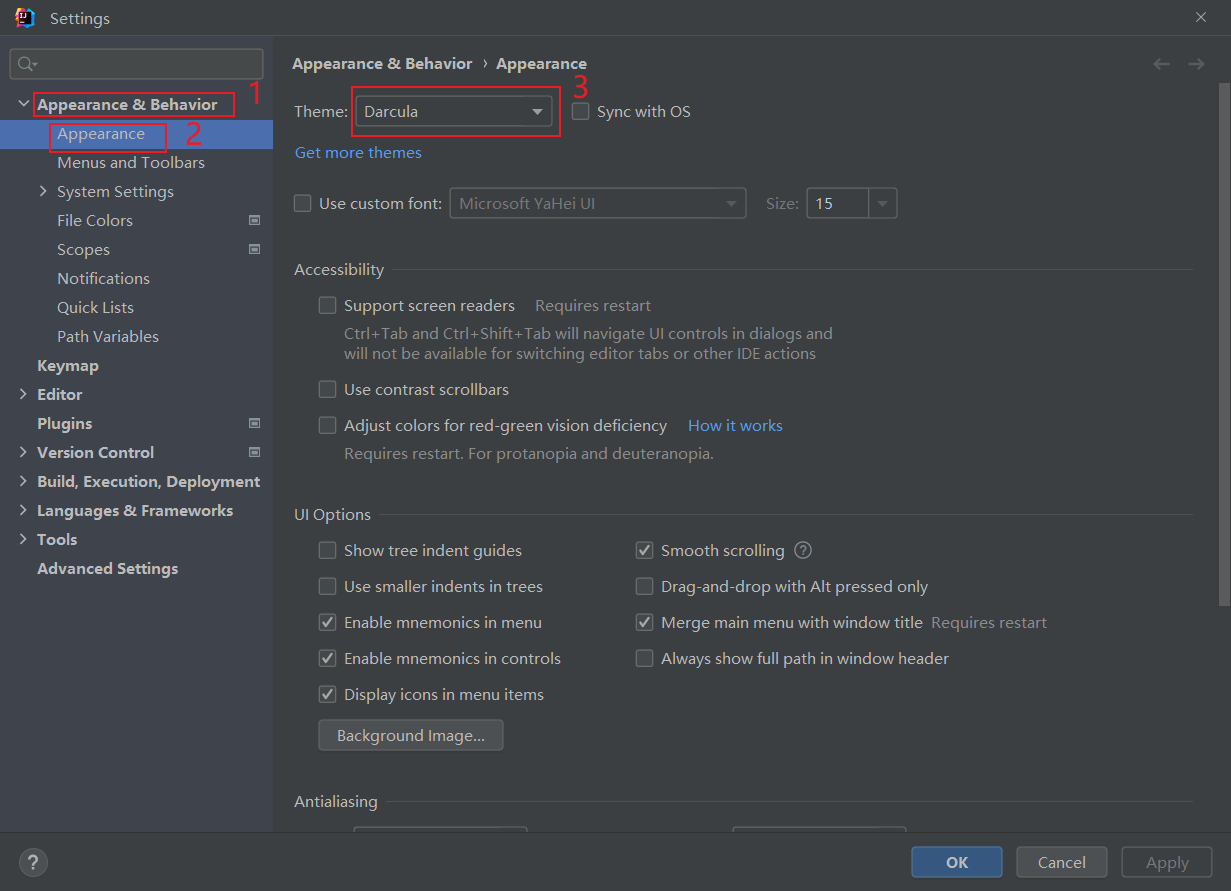 Settings
Appearance & Behavior
1
Appearance
2
Menus and Toolbars
System Settings
File Colors
Scopes
Notifications
Quick Lists
Path Variables
Keymap
Editor
Plugins
Version Control
Build, Execution, Deployment
Languages & Frameworks
Tools
Advanced Settings
Appearance & Behavior › Appearance
3
Theme: Darcula Sync with OS
Get more themes
Use custom font: Microsoft YaHei UI Size: 15
Accessibility
Support screen readers Requires restart
Ctrl+Tab and Ctrl+Shift+Tab will navigate UI controls in dialogs and
will not be available for switching editor tabs or other IDE actions
Use contrast scrollbars
Adjust colors for red-green vision deficiency How it works
Requires restart. For protanopia and deuteranopia.
UI Options
Show tree indent guides Smooth scrolling ?
Use smaller indents in trees Drag-and-drop with Alt pressed only
Enable mnemonics in menu Merge main menu with window title Requires restart
Enable mnemonics in controls Always show full path in window header
Display icons in menu items
Background Image...
Antialiasing
? OK Cancel Apply